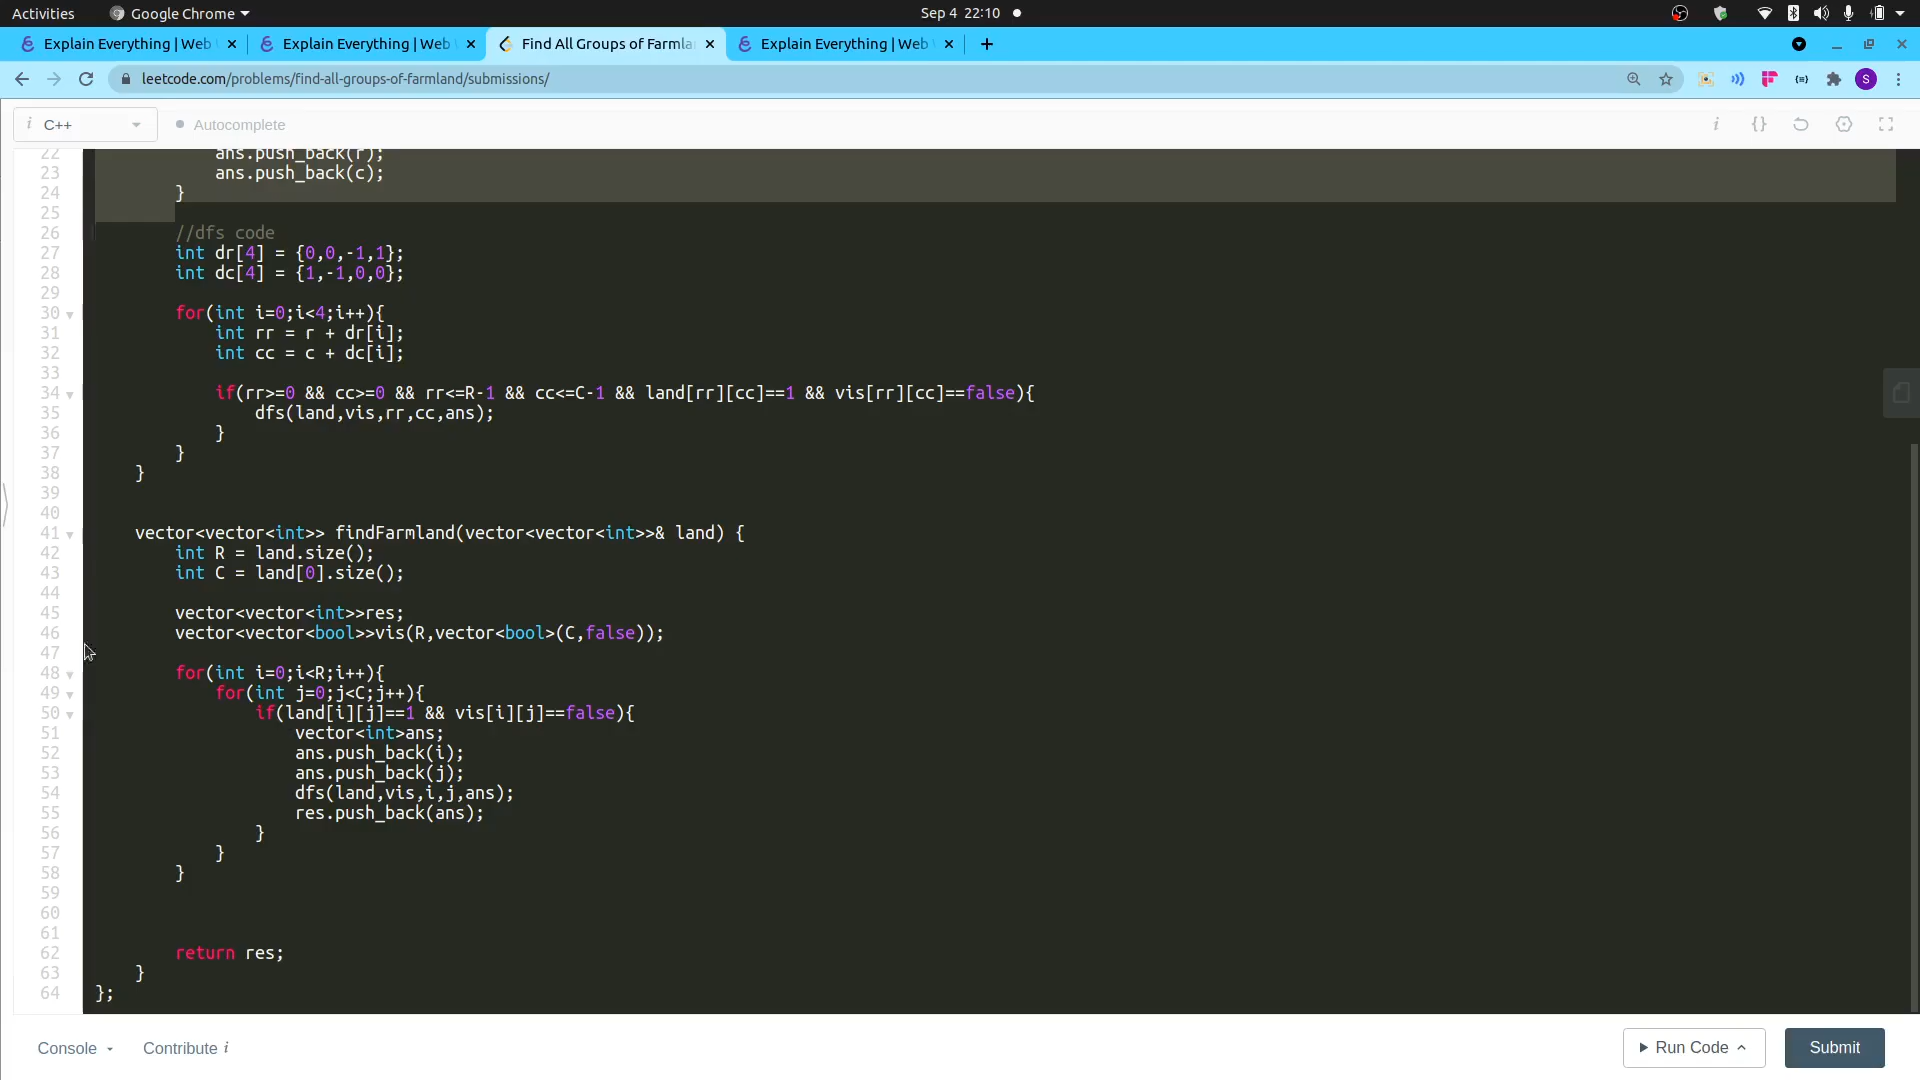 Activities Google Chrome Sep 4 22:10
Explain Everything | Web Explain Everything | Web Find All Groups of Farmla Explain Everything | Web
leetcode.com/problems/find-all-groups-of-farmland/submissions/ S
i C++ Autocomplete i {}
22 ans.push_back(r);
23 ans.push_back(c);
24 }
25
26 //dfs code
27 int dr[4] = {0,0,-1,1};
28 int dc[4] = {1,-1,0,0};
29
30 for(int i=0;i<4;i++){
31 int rr = r + dr[i];
32 int cc = c + dc[i];
33
34 if(rr>=0 && cc>=0 && rr<=R-1 && cc<=C-1 && land[rr][cc]==1 && vis[rr][cc]==false){
35 dfs(land,vis,rr,cc,ans);
36 }
37 }
38 }
39
40
41 vector<vector<int>> findFarmland(vector<vector<int>>& land) {
42 int R = land.size();
43 int C = land[0].size();
44
45 vector<vector<int>>res;
46 vector<vector<bool>>vis(R,vector<bool>(C,false));
47
48 for(int i=0;i<R;i++){
49 for(int j=0;j<C;j++){
50 if(land[i][j]==1 && vis[i][j]==false){
51 vector<int>ans;
52 ans.push_back(i);
53 ans.push_back(j);
54 dfs(land,vis,i,j,ans);
55 res.push_back(ans);
56 }
57 }
58 }
59
60
61
62 return res;
63 }
64 };
Console Contribute i Run Code Submit